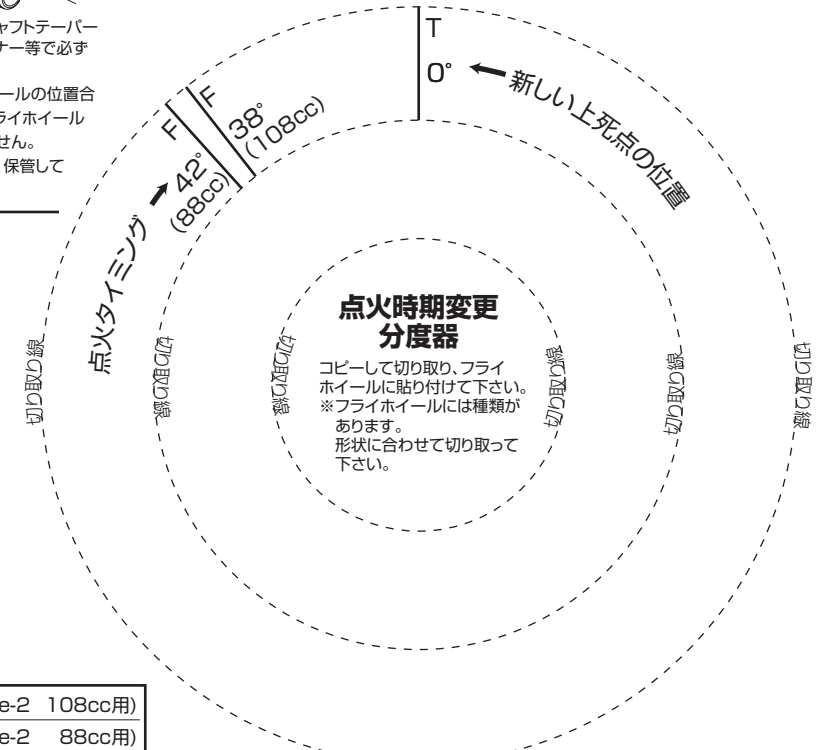 ャフトテーパー
ナー等で必ず
ールの位置合
ライホイール
せん。
保管して
T
0°
新しい上死点の位置
F
38°
(108cc)
F
42°
(88cc)
点火タイミング
点火時期変更
分度器
コピーして切り取り、フライ
ホイールに貼り付けて下さい。
※フライホイールには種類が
あります。
形状に合わせて切り取って
下さい。
切り取り線
切り取り線
切り取り線
切り取り線
切り取り線
切り取り線
e-2 108cc用)
e-2 88cc用)